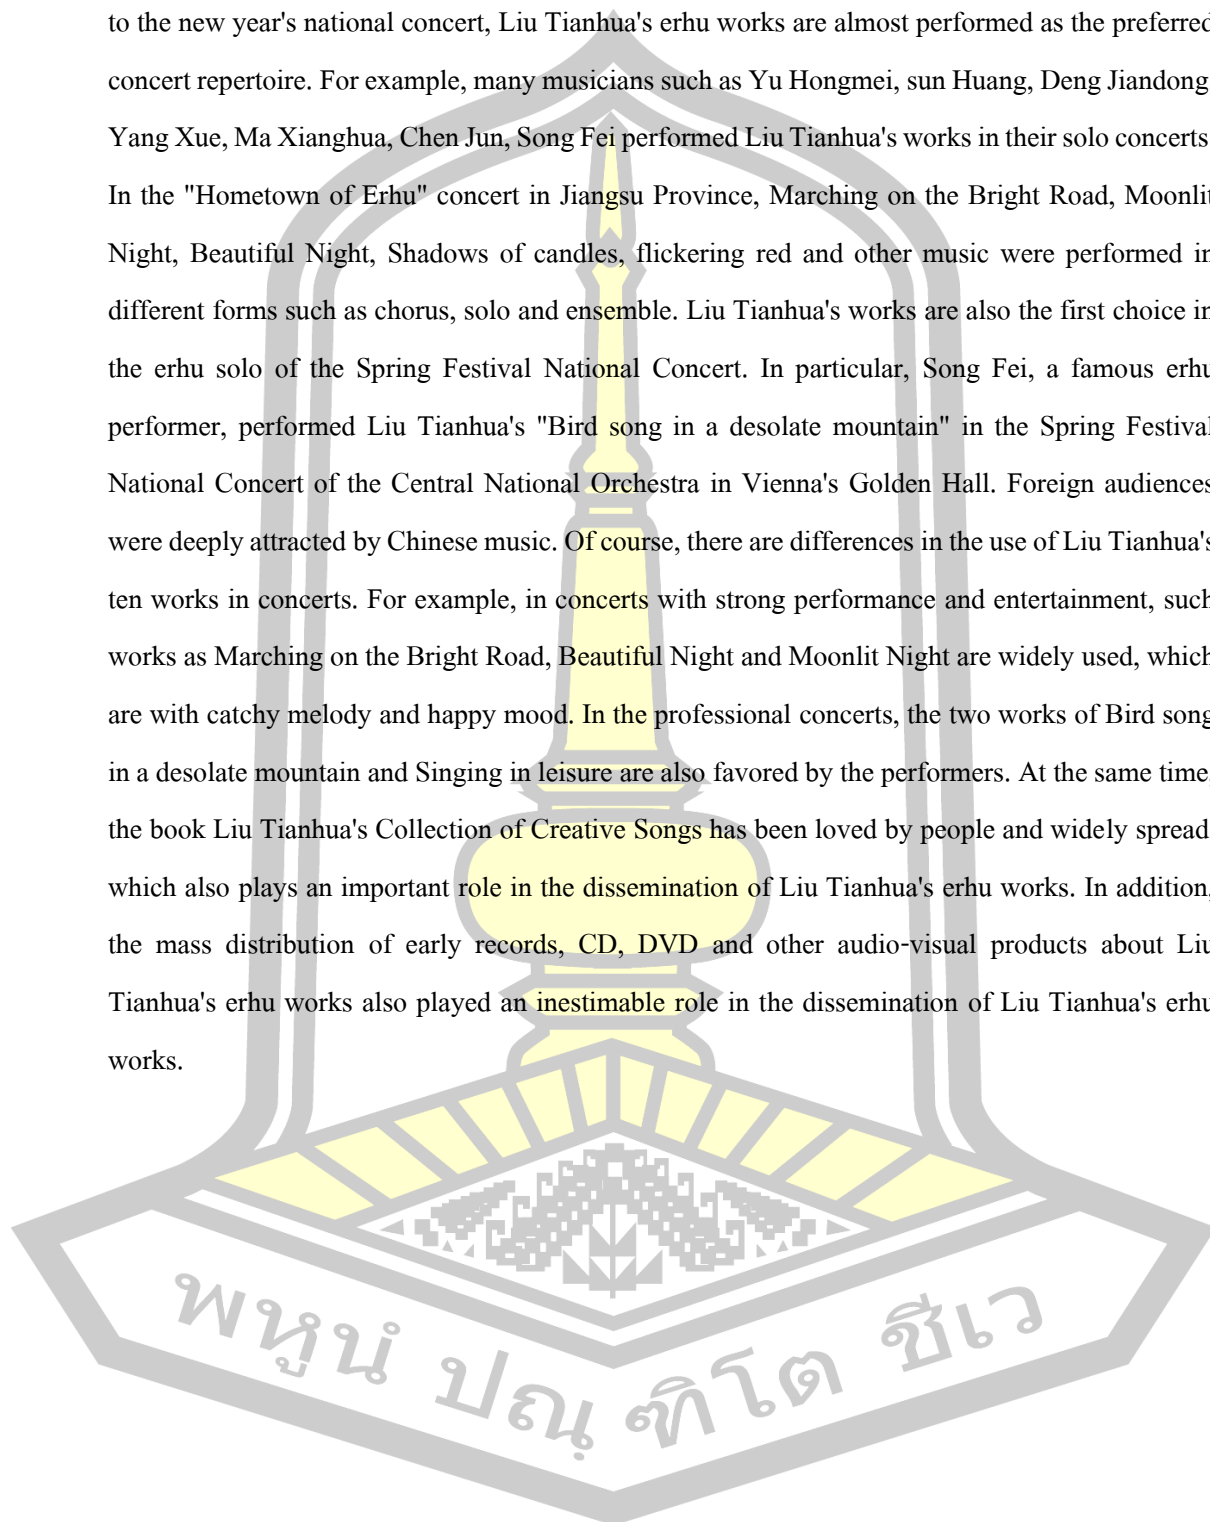 to the new year's national concert, Liu Tianhua's erhu works are almost performed as the preferred
concert repertoire. For example, many musicians such as Yu Hongmei, sun Huang, Deng Jiandong
Yang Xue, Ma Xianghua, Chen Jun, Song Fei performed Liu Tianhua's works in their solo concerts
In the "Hometown of Erhu" concert in Jiangsu Province, Marching on the Bright Road, Moonlit
Night, Beautiful Night, Shadows of candles, flickering red and other music were performed in
different forms such as chorus, solo and ensemble. Liu Tianhua's works are also the first choice in
the erhu solo of the Spring Festival National Concert. In particular, Song Fei, a famous erhu
performer, performed Liu Tianhua's "Bird song in a desolate mountain" in the Spring Festival
National Concert of the Central National Orchestra in Vienna's Golden Hall. Foreign audiences
were deeply attracted by Chinese music. Of course, there are differences in the use of Liu Tianhua's
ten works in concerts. For example, in concerts with strong performance and entertainment, such
works as Marching on the Bright Road, Beautiful Night and Moonlit Night are widely used, which
are with catchy melody and happy mood. In the professional concerts, the two works of Bird song
in a desolate mountain and Singing in leisure are also favored by the performers. At the same time,
the book Liu Tianhua's Collection of Creative Songs has been loved by people and widely spread,
which also plays an important role in the dissemination of Liu Tianhua's erhu works. In addition,
the mass distribution of early records, CD, DVD and other audio-visual products about Liu
Tianhua's erhu works also played an inestimable role in the dissemination of Liu Tianhua's erhu
works.
พหูนํ ปณฺฑิโต ชีเว